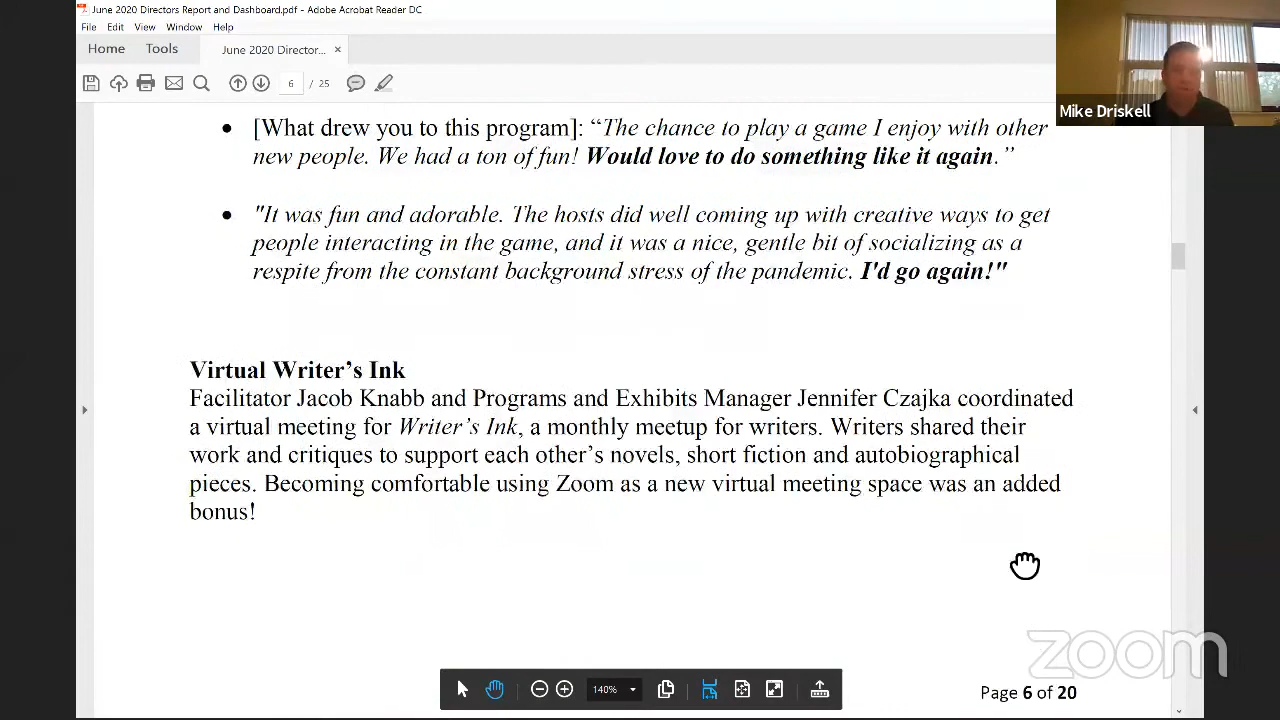 June 2020 Directors Report and Dashboard.pdf - Adobe Acrobat Reader DC
File Edit View Window Help
Home Tools June 2020 Director... ×
6 / 25
Mike Driskell
• [What drew you to this program]: “The chance to play a game I enjoy with other
new people. We had a ton of fun! Would love to do something like it again.”
• "It was fun and adorable. The hosts did well coming up with creative ways to get
people interacting in the game, and it was a nice, gentle bit of socializing as a
respite from the constant background stress of the pandemic. I'd go again!"
Virtual Writer’s Ink
Facilitator Jacob Knabb and Programs and Exhibits Manager Jennifer Czajka coordinated
a virtual meeting for Writer’s Ink, a monthly meetup for writers. Writers shared their
work and critiques to support each other’s novels, short fiction and autobiographical
pieces. Becoming comfortable using Zoom as a new virtual meeting space was an added
bonus!
zoom
140%
Page 6 of 20